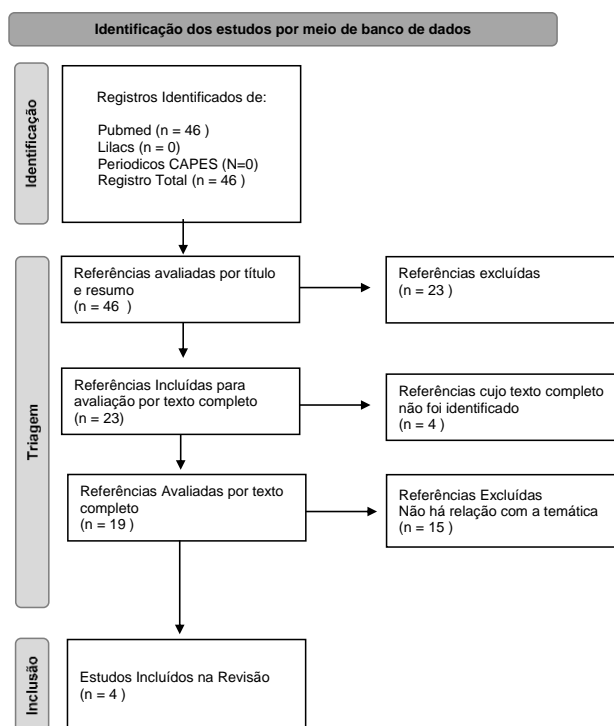 Identificação dos estudos por meio de banco de dados
Identificação
Registros Identificados de:
Pubmed (n = 46 )
Lilacs (n = 0)
Periodicos CAPES (N=0)
Registro Total (n = 46 )
Triagem
Referências avaliadas por título
e resumo
(n = 46 )
Referências excluídas
(n = 23 )
Referências Incluídas para
avaliação por texto completo
(n = 23)
Referências cujo texto completo
não foi identificado
(n = 4 )
Referências Avaliadas por texto
completo
(n = 19 )
Referências Excluídas
Não há relação com a temática
(n = 15 )
Inclusão
Estudos Incluídos na Revisão
(n = 4 )